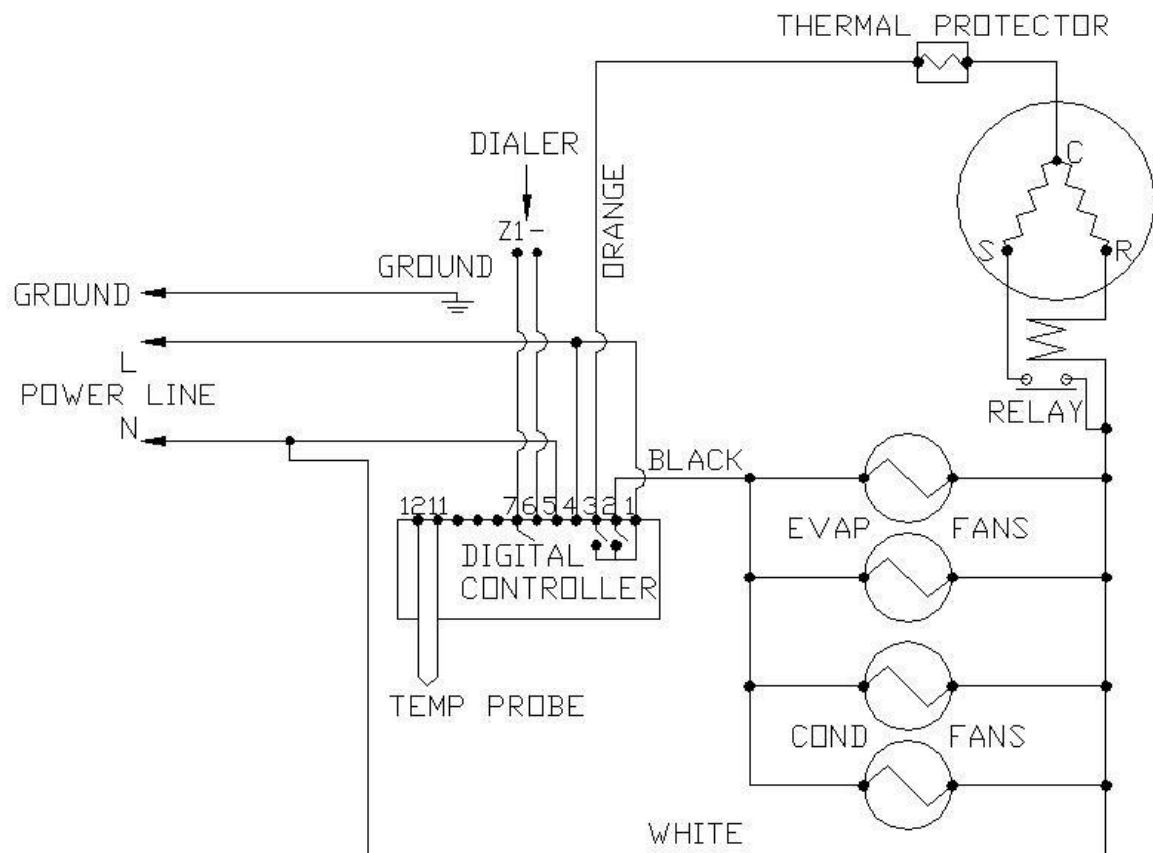 THERMAL PROTECTOR
DIALER
Z1 -
ORANGE
C
S R
GROUND
GROUND
L
POWER LINE
N
RELAY
BLACK
12 11 7 6 5 4 3 2 1
EVAP FANS
DIGITAL
CONTROLLER
TEMP PROBE
COND FANS
WHITE